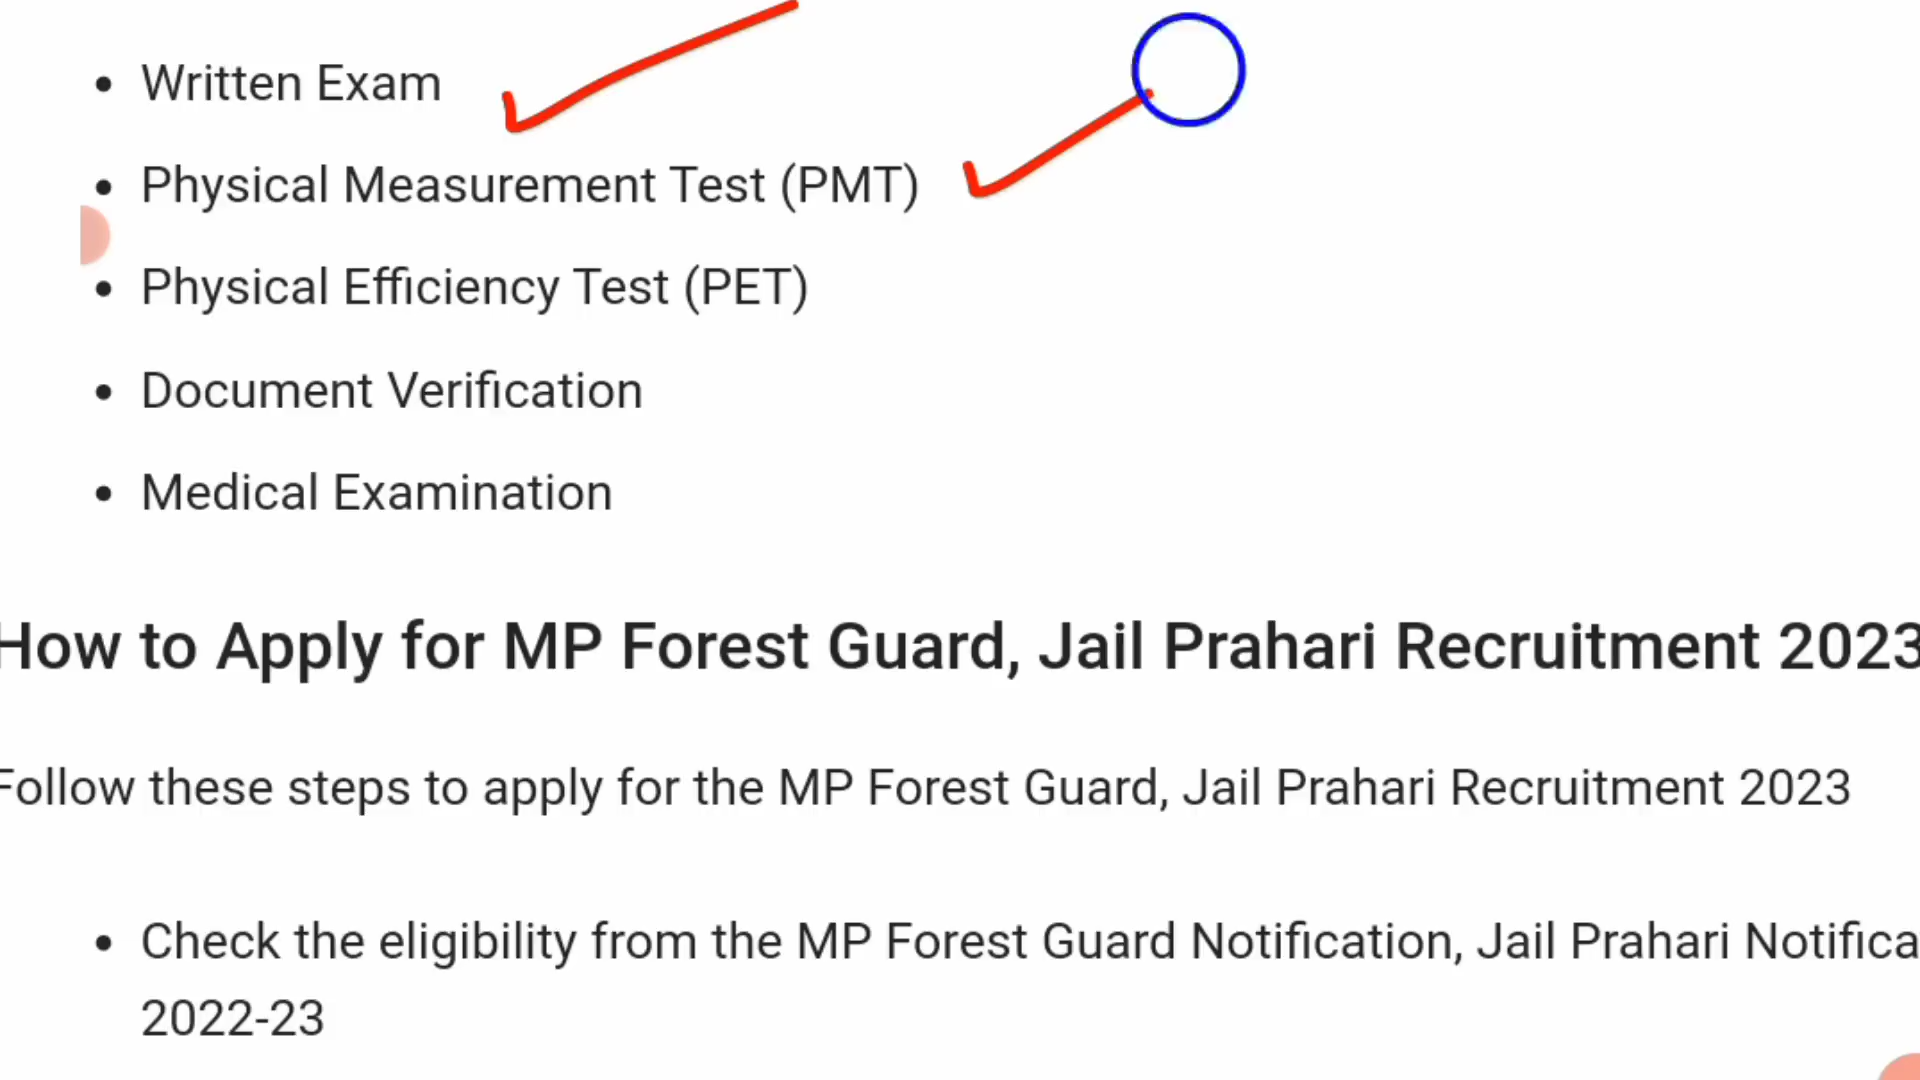 Written Exam
Physical Measurement Test (PMT)
Physical Efficiency Test (PET)
Document Verification
Medical Examination
How to Apply for MP Forest Guard, Jail Prahari Recruitment 2023
Follow these steps to apply for the MP Forest Guard, Jail Prahari Recruitment 2023
Check the eligibility from the MP Forest Guard Notification, Jail Prahari Notifica
2022-23